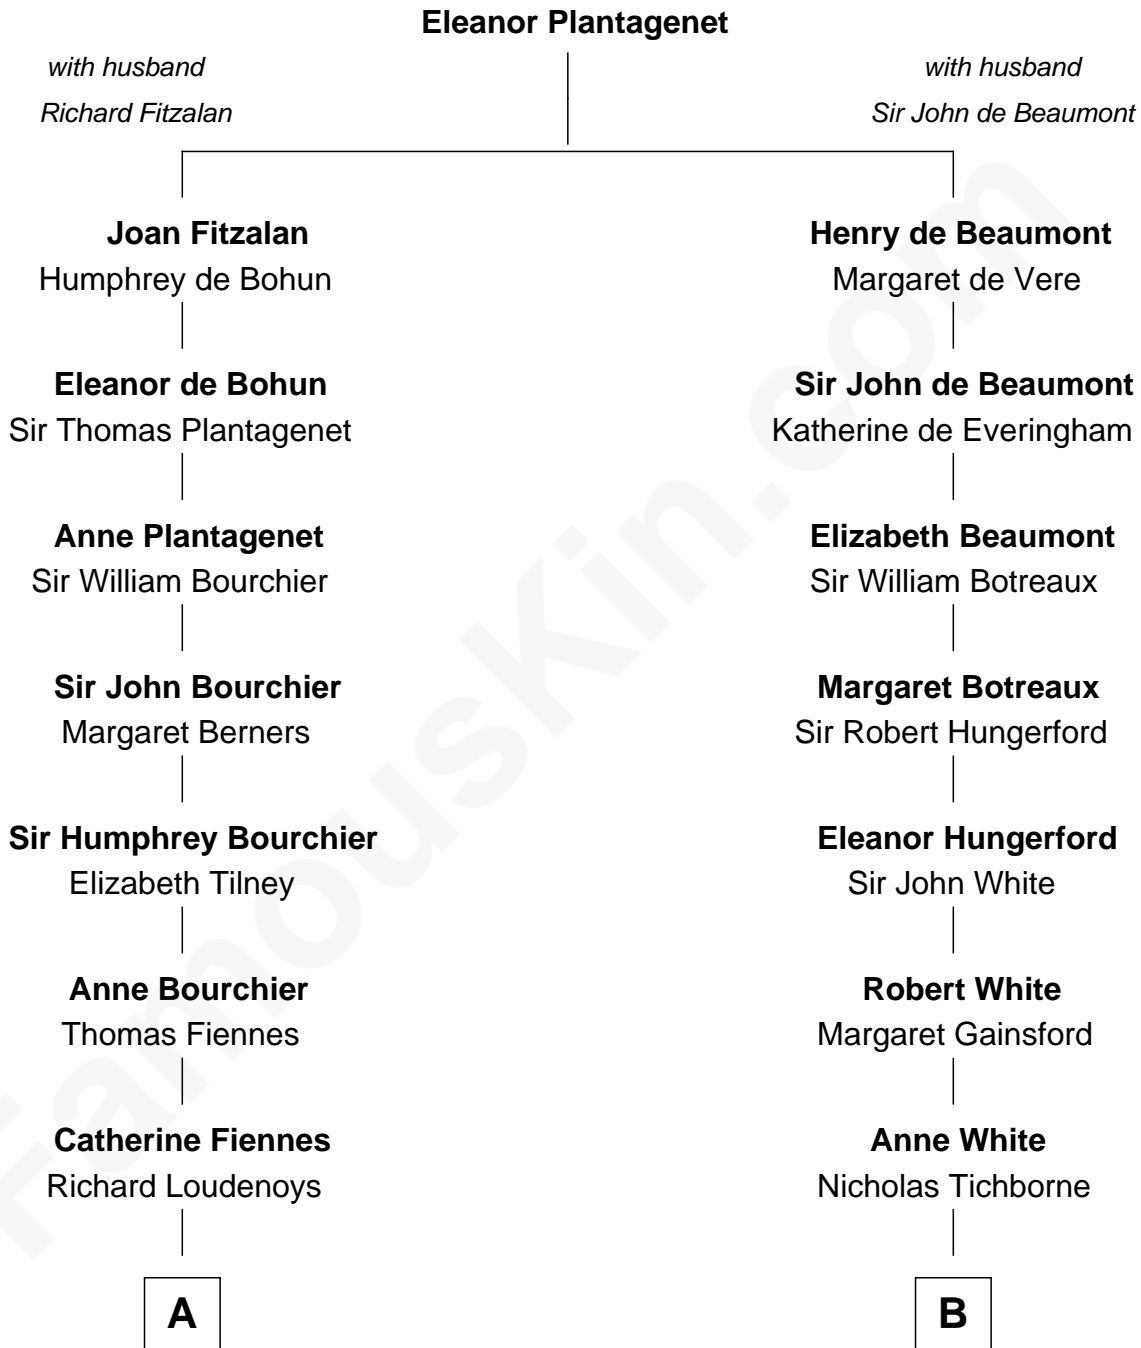 Eleanor Plantagenet
with husband
Richard Fitzalan
with husband
Sir John de Beaumont
Joan Fitzalan
Humphrey de Bohun
Henry de Beaumont
Margaret de Vere
Eleanor de Bohun
Sir Thomas Plantagenet
Sir John de Beaumont
Katherine de Everingham
Anne Plantagenet
Sir William Bourchier
Elizabeth Beaumont
Sir William Botreaux
Sir John Bourchier
Margaret Berners
Margaret Botreaux
Sir Robert Hungerford
Sir Humphrey Bourchier
Elizabeth Tilney
Eleanor Hungerford
Sir John White
Anne Bourchier
Thomas Fiennes
Robert White
Margaret Gainsford
Catherine Fiennes
Richard Loudenoys
Anne White
Nicholas Tichborne
A
B
FamousKin.com